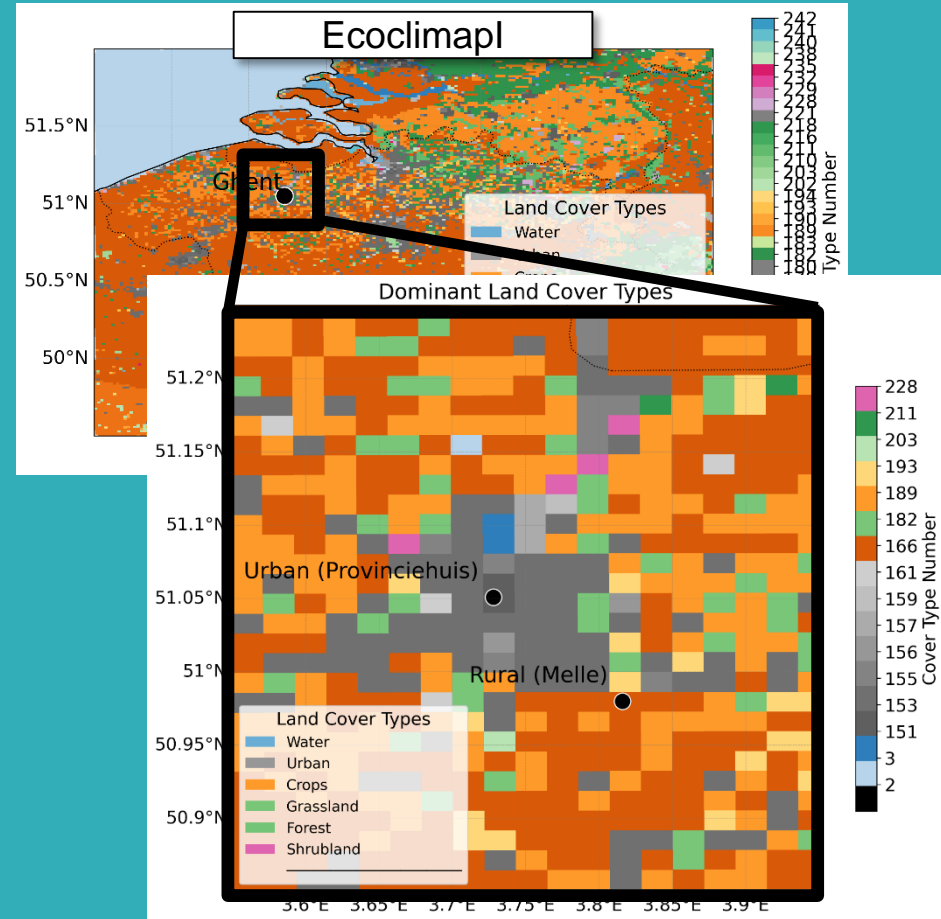 EcoclimapI
51.5°N
51°N
50.5°N
50°N
Ghent
Land Cover Types
Water
Urban
242
241
240
238
235
232
229
228
221
218
210
203
202
194
193
190
189
183
182
180
Type Number
Dominant Land Cover Types
51.2°N
51.15°N
51.1°N
51.05°N
51°N
50.95°N
50.9°N
Urban (Provinciehuis)
Rural (Melle)
Land Cover Types
Water
Urban
Crops
Grassland
Forest
Shrubland
3.6°E 3.65°E 3.7°E 3.75°E 3.8°E 3.85°E 3.9°E
228
211
203
193
189
182
166
161
159
157
156
155
153
151
3
2
Cover Type Number